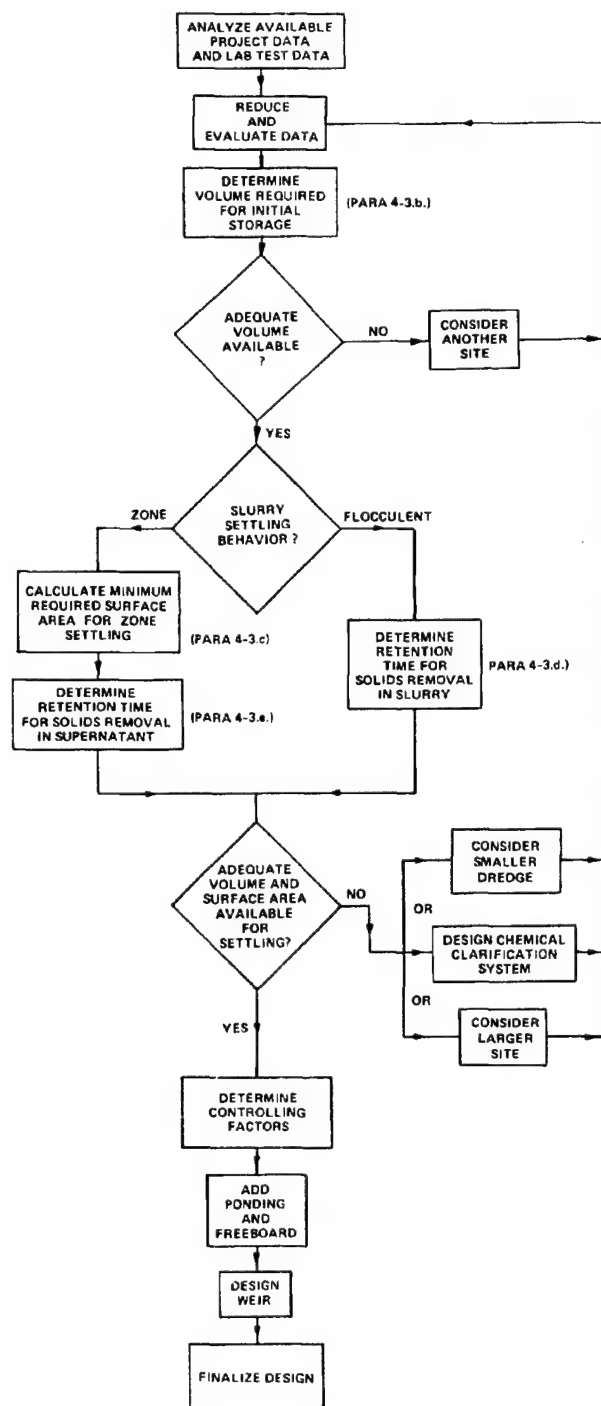 ANALYZE AVAILABLE
PROJECT DATA
AND LAB TEST DATA
REDUCE
AND
EVALUATE DATA
DETERMINE
VOLUME REQUIRED
FOR INITIAL
STORAGE
(PARA 4-3.b.)
ADEQUATE
VOLUME
AVAILABLE
?
NO
CONSIDER
ANOTHER
SITE
YES
SLURRY
SETTLING
BEHAVIOR ?
ZONE
FLOCCULENT
CALCULATE MINIMUM
REQUIRED SURFACE
AREA FOR ZONE
SETTLING
(PARA 4-3.c)
DETERMINE
RETENTION TIME
FOR SOLIDS REMOVAL
IN SUPERNATANT
(PARA 4-3.e.)
DETERMINE
RETENTION
TIME FOR
SOLIDS REMOVAL
IN SLURRY
PARA 4-3.d.)
ADEQUATE
VOLUME AND
SURFACE AREA
AVAILABLE
FOR
SETTLING?
NO
CONSIDER
SMALLER
DREDGE
OR
DESIGN CHEMICAL
CLARIFICATION
SYSTEM
OR
CONSIDER
LARGER
SITE
YES
DETERMINE
CONTROLLING
FACTORS
ADD
PONDING
AND
FREEBOARD
DESIGN
WEIR
FINALIZE DESIGN